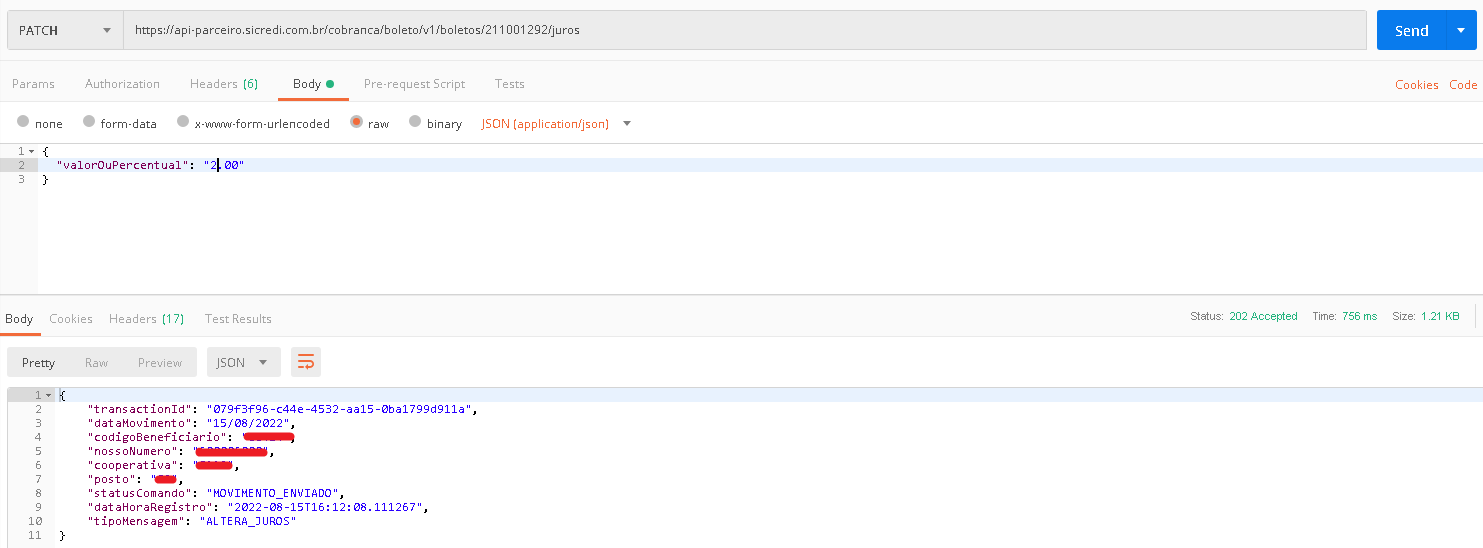 PATCH https://api-parceiro.sicredi.com.br/cobranca/boleto/v1/boletos/211001292/juros Send
Params Authorization Headers (6) Body Pre-request Script Tests Cookies Code
none form-data x-www-form-urlencoded raw binary JSON (application/json)
1 {
2 "valorOuPercentual": "2.00"
3 }
Body Cookies Headers (17) Test Results Status: 202 Accepted Time: 756 ms Size: 1.21 KB
Pretty Raw Preview JSON
1 {
2 "transactionId": "079f3f96-c44e-4532-aa15-0ba1799d911a",
3 "dataMovimento": "15/08/2022",
4 "codigoBeneficiario": "
5 "nossoNumero": " ",
6 "cooperativa": " ",
7 "posto": " ",
8 "statusComando": "MOVIMENTO_ENVIADO",
9 "dataHoraRegistro": "2022-08-15T16:12:08.111267",
10 "tipoMensagem": "ALTERA_JUROS"
11 }